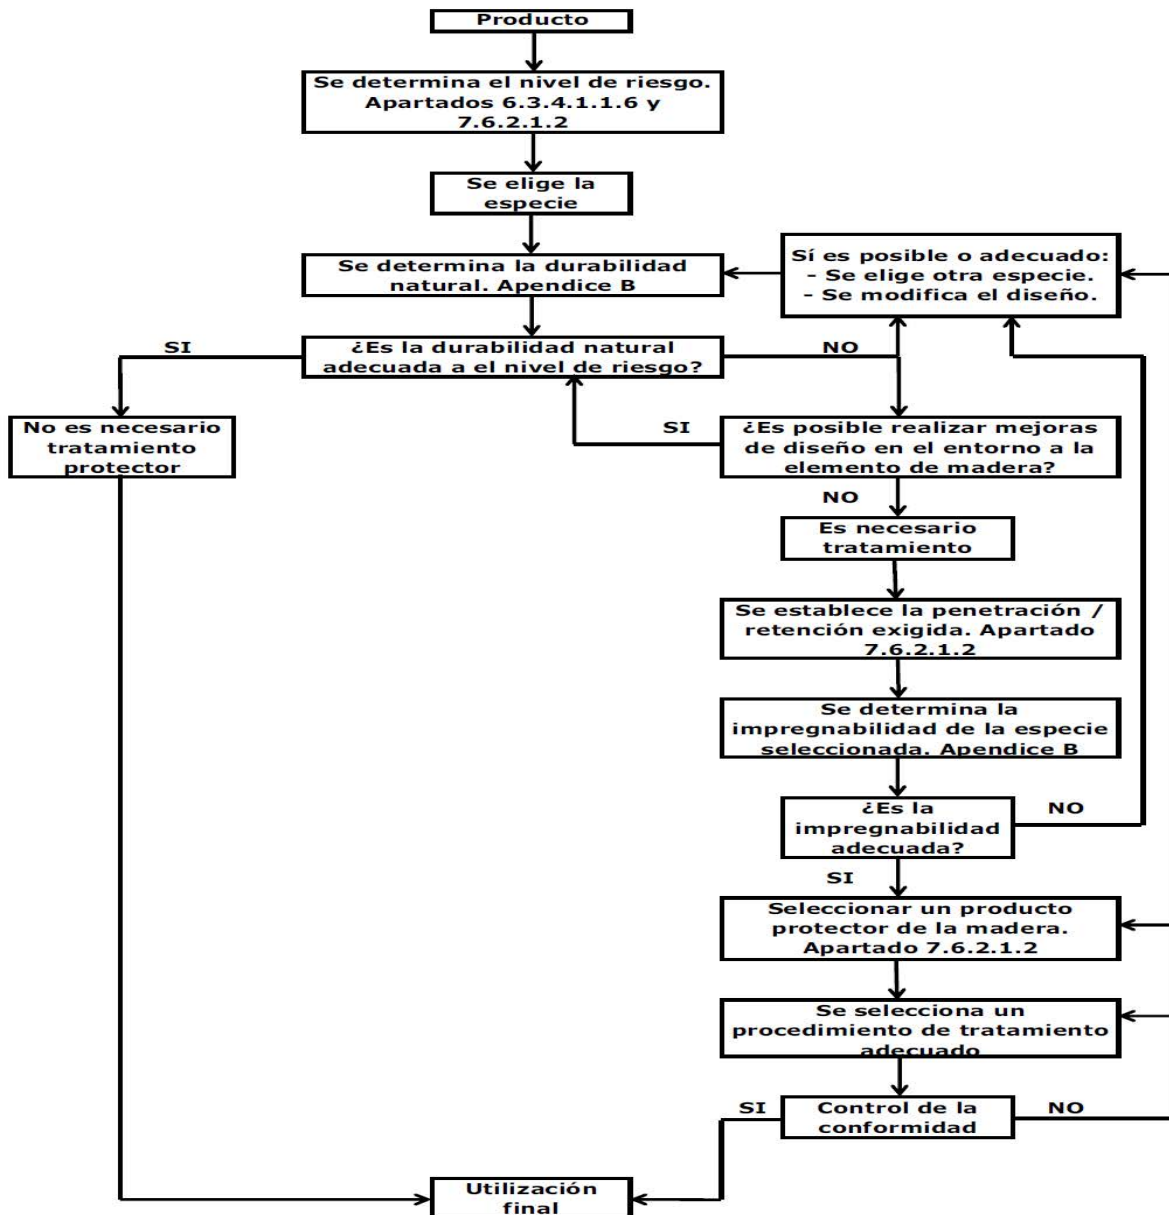 Producto
Se determina el nivel de riesgo.
Apartados 6.3.4.1.1.6 y
7.6.2.1.2
Se elige la
especie
Se determina la durabilidad
natural. Apendice B
Sí es posible o adecuado:
- Se elige otra especie.
- Se modifica el diseño.
SI
¿Es la durabilidad natural
adecuada a el nivel de riesgo?
NO
No es necesario
tratamiento
protector
SI
¿Es posible realizar mejoras
de diseño en el entorno a la
elemento de madera?
NO
Es necesario
tratamiento
Se establece la penetración /
retención exigida. Apartado
7.6.2.1.2
Se determina la
impregnabilidad de la especie
seleccionada. Apendice B
¿Es la
impregnabilidad
adecuada?
NO
SI
Seleccionar un producto
protector de la madera.
Apartado 7.6.2.1.2
Se selecciona un
procedimiento de tratamiento
adecuado
SI
Control de la
conformidad
NO
Utilización
final